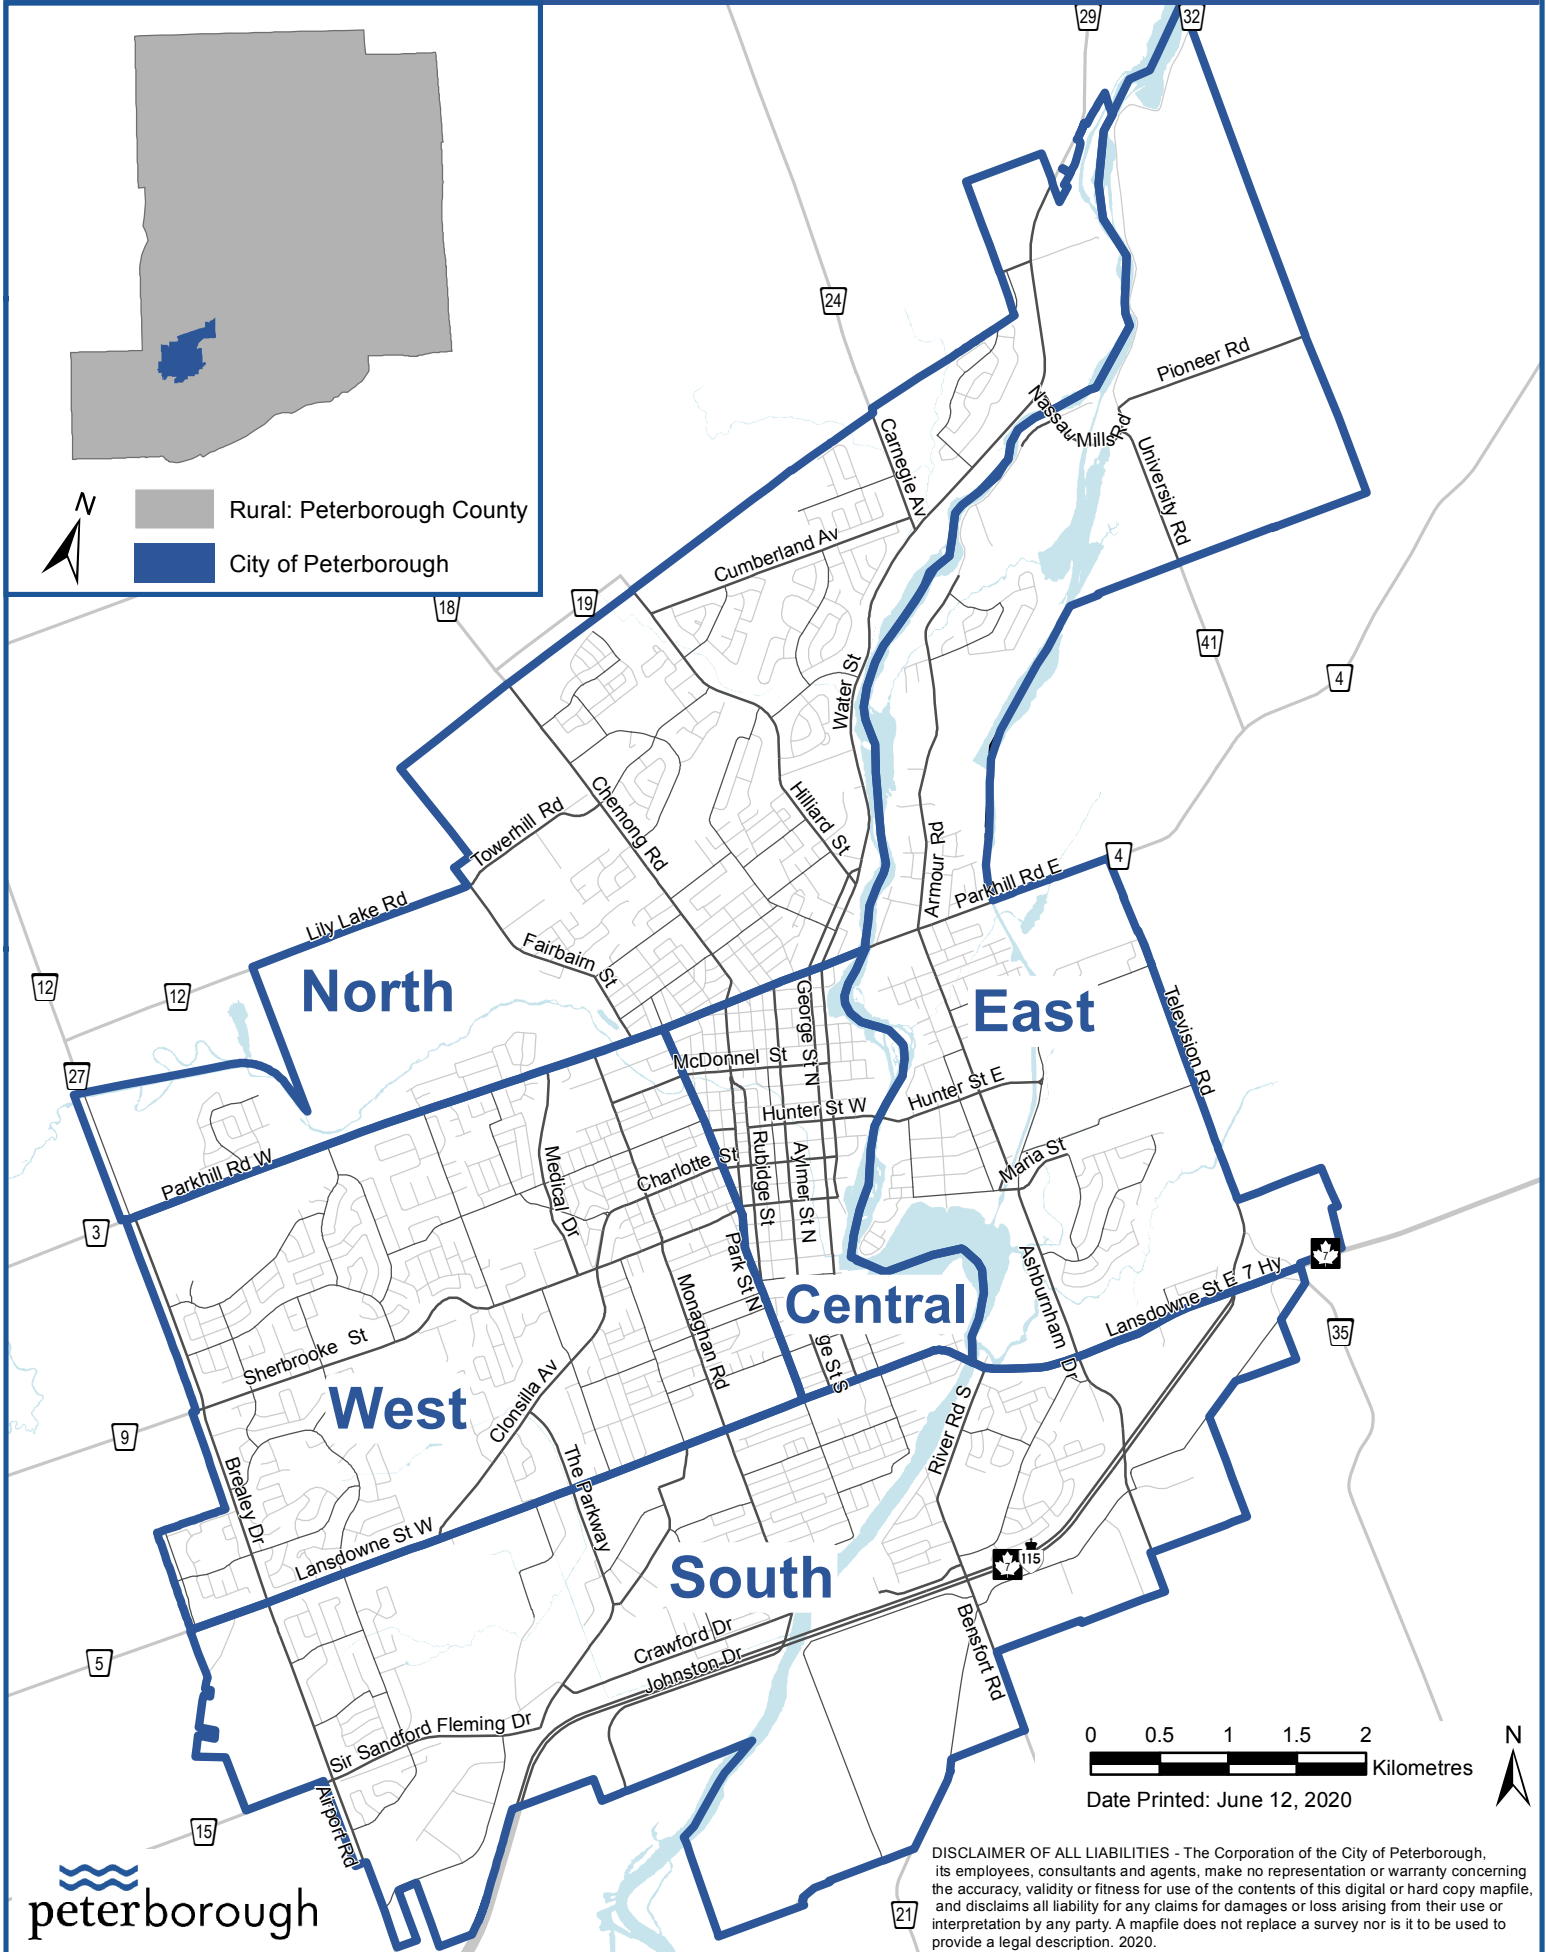 N
Rural: Peterborough County
City of Peterborough
29
32
24
Pioneer Rd
Nassau Mills Rd
University Rd
Carnegie Av
Cumberland Av
18
19
41
4
Water St
Chemong Rd
Hilliard St
Towerhill Rd
Armour Rd
Parkhill Rd E
4
Lily Lake Rd
Fairbairn St
12
12
North
East
George St N
Television Rd
27
McDonnel St
Hunter St W
Hunter St E
Parkhill Rd W
Medical Dr
Charlotte St
Rubidge St
Aylmer St N
Maria St
3
Park St N
Ashburnham Dr
7
Monaghan Rd
Central
Lansdowne St E 7 Hy
35
Sherbrooke St
ge St S
West
Clonsilla Av
River Rd S
9
Brealey Dr
The Parkway
Lansdowne St W
South
7
115
Crawford Dr
Johnston Dr
Bensfort Rd
5
Sir Sandford Fleming Dr
Airport Rd
15
21
0 0.5 1 1.5 2
Kilometres
N
Date Printed: June 12, 2020
peterborough
DISCLAIMER OF ALL LIABILITIES - The Corporation of the City of Peterborough,
its employees, consultants and agents, make no representation or warranty concerning
the accuracy, validity or fitness for use of the contents of this digital or hard copy mapfile,
and disclaims all liability for any claims for damages or loss arising from their use or
interpretation by any party. A mapfile does not replace a survey nor is it to be used to
provide a legal description. 2020.